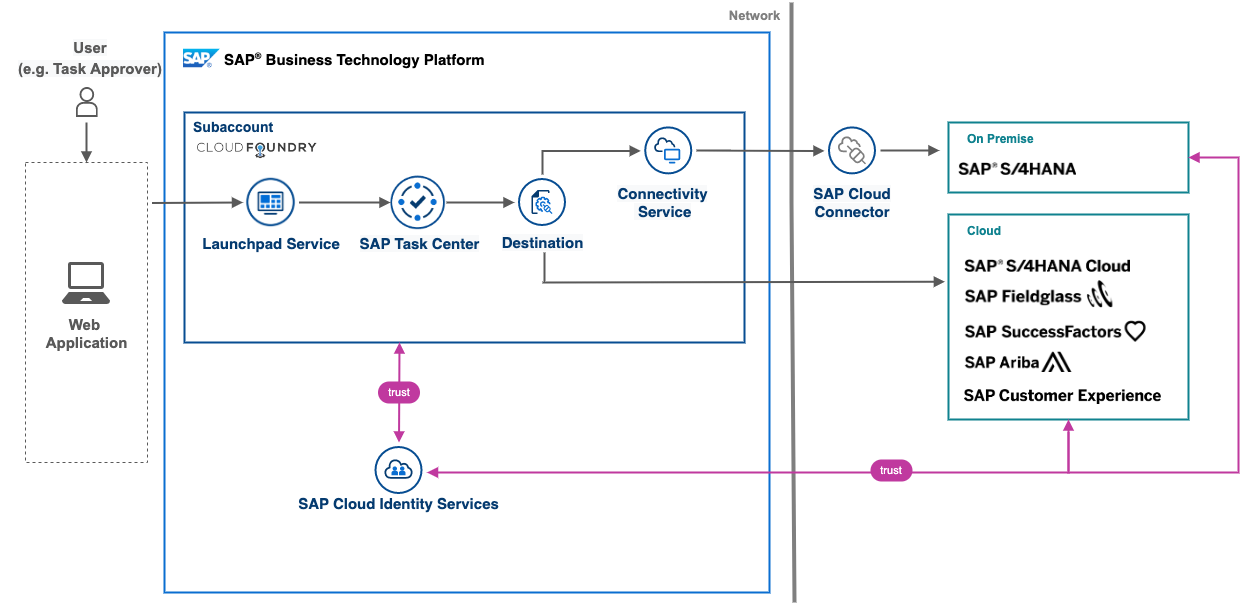 Network
User
(e.g. Task Approver)
SAP® SAP® Business Technology Platform
Subaccount
CLOUD FOUNDRY
Launchpad Service
SAP Task Center
Destination
Connectivity
Service
SAP Cloud
Connector
On Premise
SAP® S/4HANA
Cloud
SAP® S/4HANA Cloud
SAP Fieldglass
SAP SuccessFactors
SAP Ariba
SAP Customer Experience
Web
Application
trust
trust
SAP Cloud Identity Services